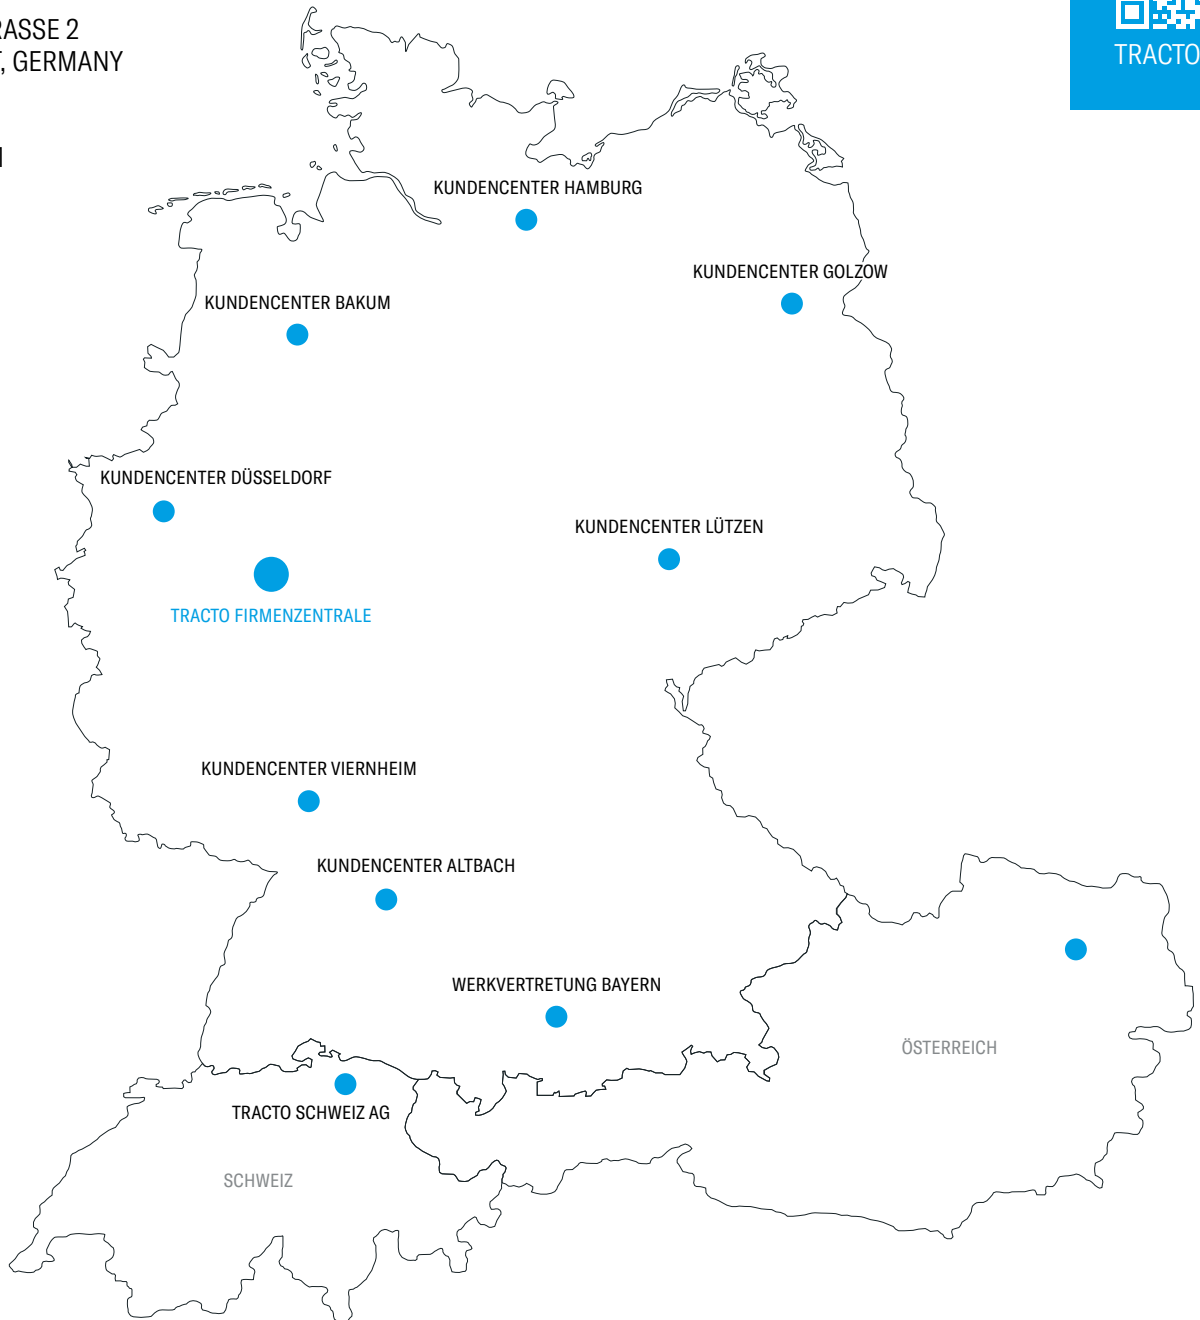 RASSE 2
, GERMANY
TRACTO
KUNDENCENTER HAMBURG
KUNDENCENTER GOLZOW
KUNDENCENTER BAKUM
KUNDENCENTER DÜSSELDORF
KUNDENCENTER LÜTZEN
TRACTO FIRMENZENTRALE
KUNDENCENTER VIERNHEIM
KUNDENCENTER ALTBACH
WERKVERTRETUNG BAYERN
ÖSTERREICH
TRACTO SCHWEIZ AG
SCHWEIZ